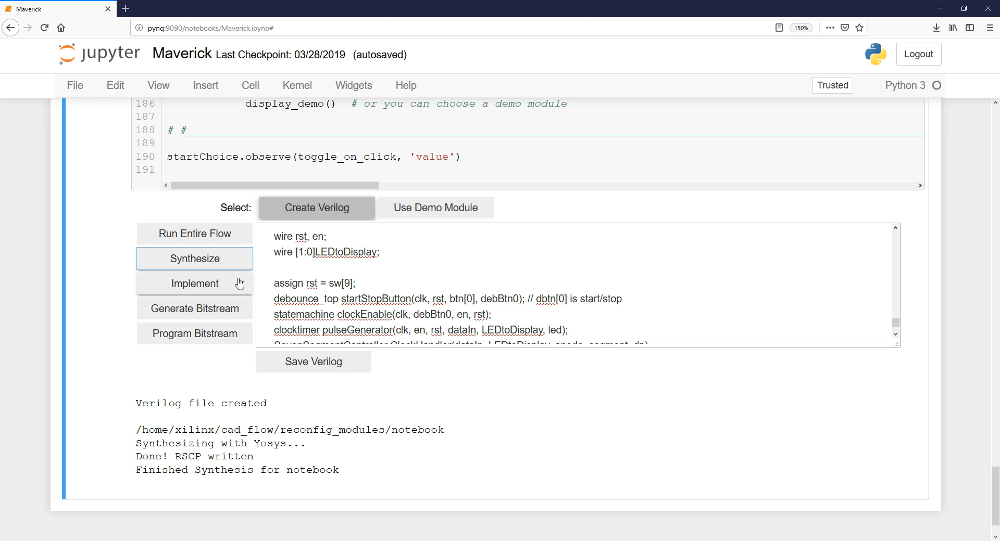 Maverick
pynq:9090/notebooks/Maverick.ipynb#
150%
jupyter Maverick Last Checkpoint: 03/28/2019 (autosaved)
Logout
File Edit View Insert Cell Kernel Widgets Help
Trusted
Python 3
186 display_demo() # or you can choose a demo module
187
188 # #
189
190 startChoice.observe(toggle_on_click, 'value')
191
Select: Create Verilog Use Demo Module
Run Entire Flow
Synthesize
Implement
Generate Bitstream
Program Bitstream
wire rst, en;
wire [1:0]LEDtoDisplay;
assign rst = sw[9];
debounce_top startStopButton(clk, rst, btn[0], debBtn0); // dbtn[0] is start/stop
statemachine clockEnable(clk, debBtn0, en, rst);
clocktimer pulseGenerator(clk, en, rst, dataIn, LEDtoDisplay, led);
Save Verilog
Verilog file created
/home/xilinx/cad_flow/reconfig_modules/notebook
Synthesizing with Yosys...
Done! RSCP written
Finished Synthesis for notebook